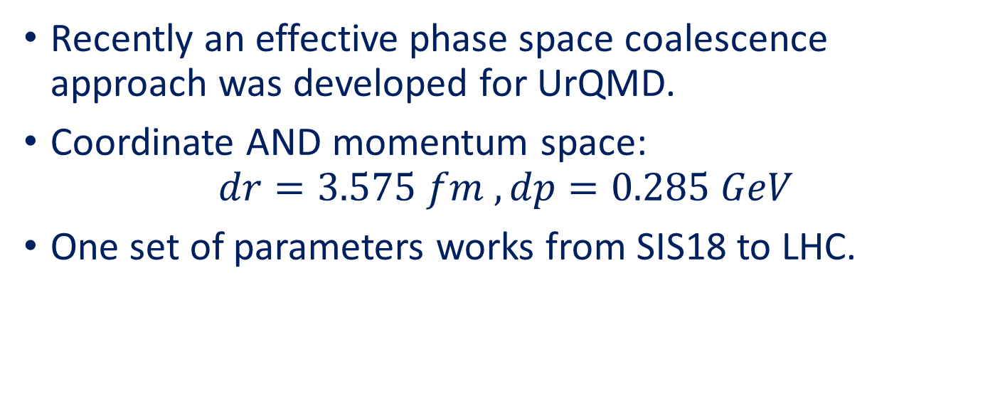 • Recently an effective phase space coalescence
approach was developed for UrQMD.
• Coordinate AND momentum space:
dr = 3.575 fm , dp = 0.285 GeV
• One set of parameters works from SIS18 to LHC.